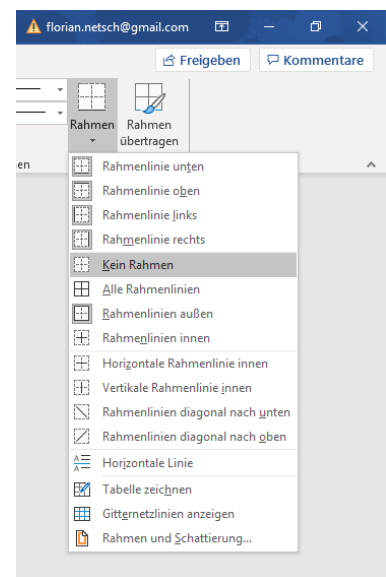 florian.netsch@gmail.com
Freigeben
Kommentare
Rahmen
Rahmen
übertragen
en
Rahmenlinie unten
Rahmenlinie oben
Rahmenlinie links
Rahmenlinie rechts
Kein Rahmen
Alle Rahmenlinien
Rahmenlinien außen
Rahmenlinien innen
Horizontale Rahmenlinie innen
Vertikale Rahmenlinie innen
Rahmenlinien diagonal nach unten
Rahmenlinien diagonal nach oben
Horizontale Linie
Tabelle zeichnen
Gitternetzlinien anzeigen
Rahmen und Schattierung...